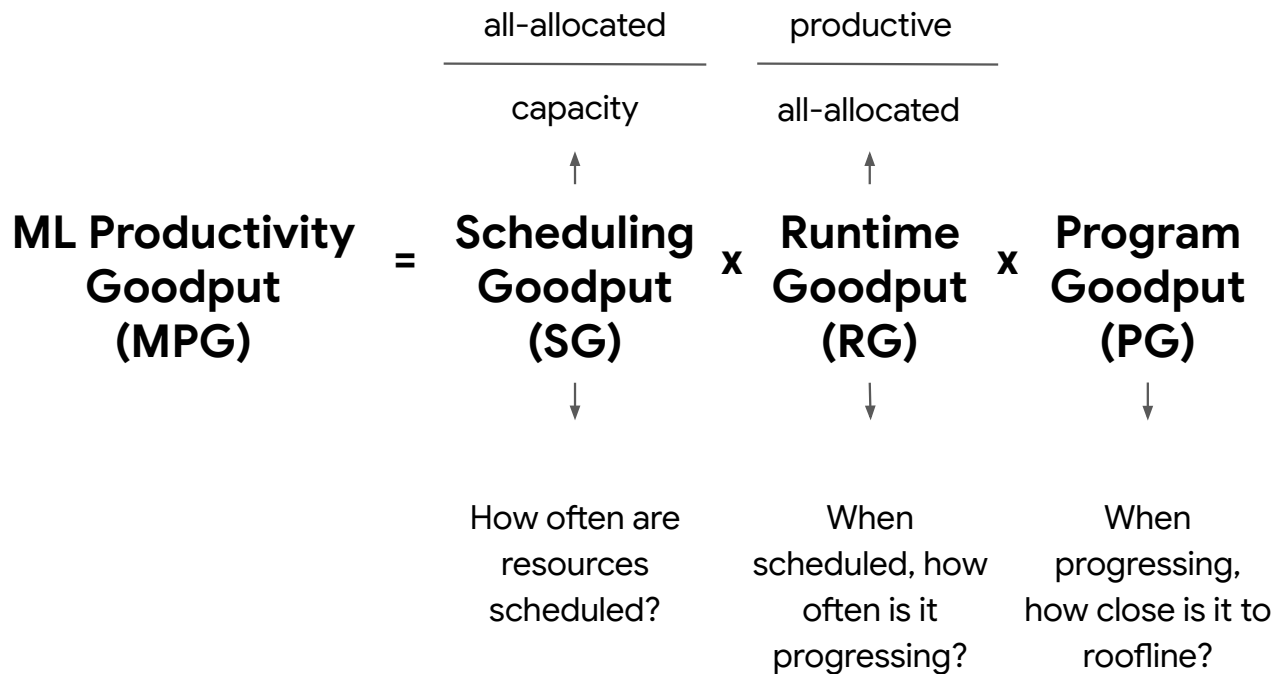 all-allocated
capacity
productive
all-allocated
ML Productivity
Goodput
(MPG)
=
Scheduling
Goodput
(SG)
x
Runtime
Goodput
(RG)
x
Program
Goodput
(PG)
How often are
resources
scheduled?
When
scheduled, how
often is it
progressing?
When
progressing,
how close is it to
roofline?